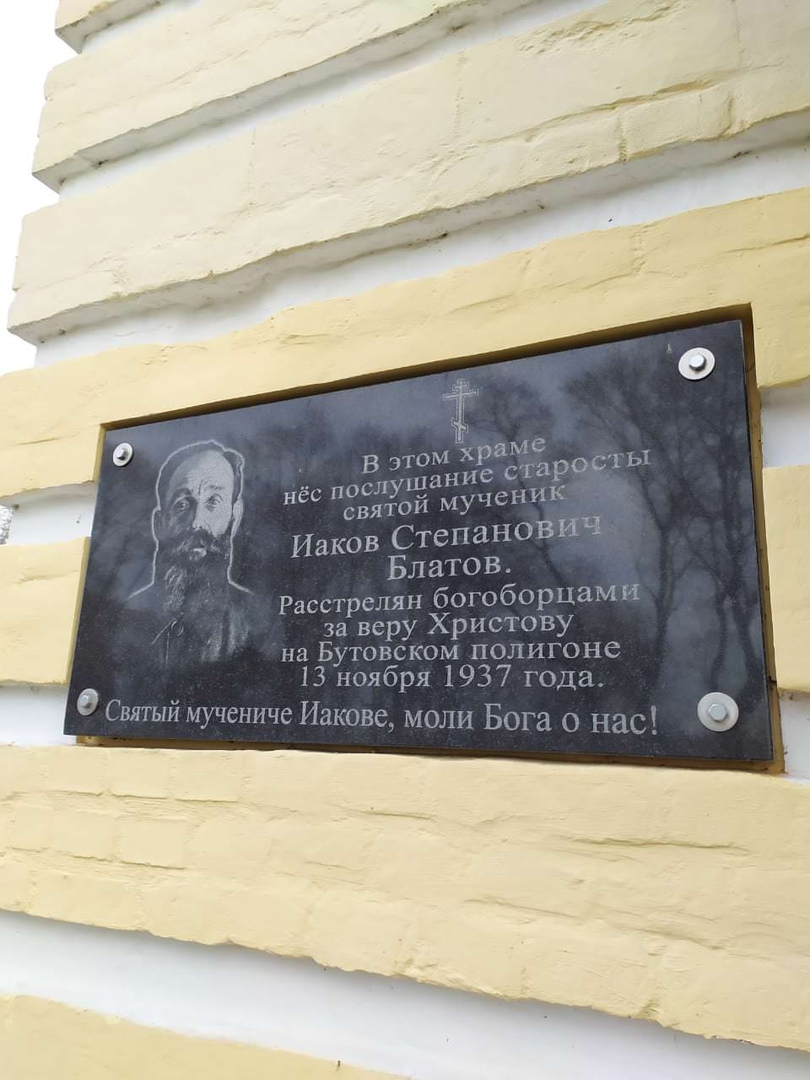 В этом храме
нёс послушание старосты
святой мученик
Иаков Степанович
Блатов.
Расстрелян богоборцами
за веру Христову
на Бутовском полигоне
13 ноября 1937 года.
Святый мучениче Иакове, моли Бога о нас!